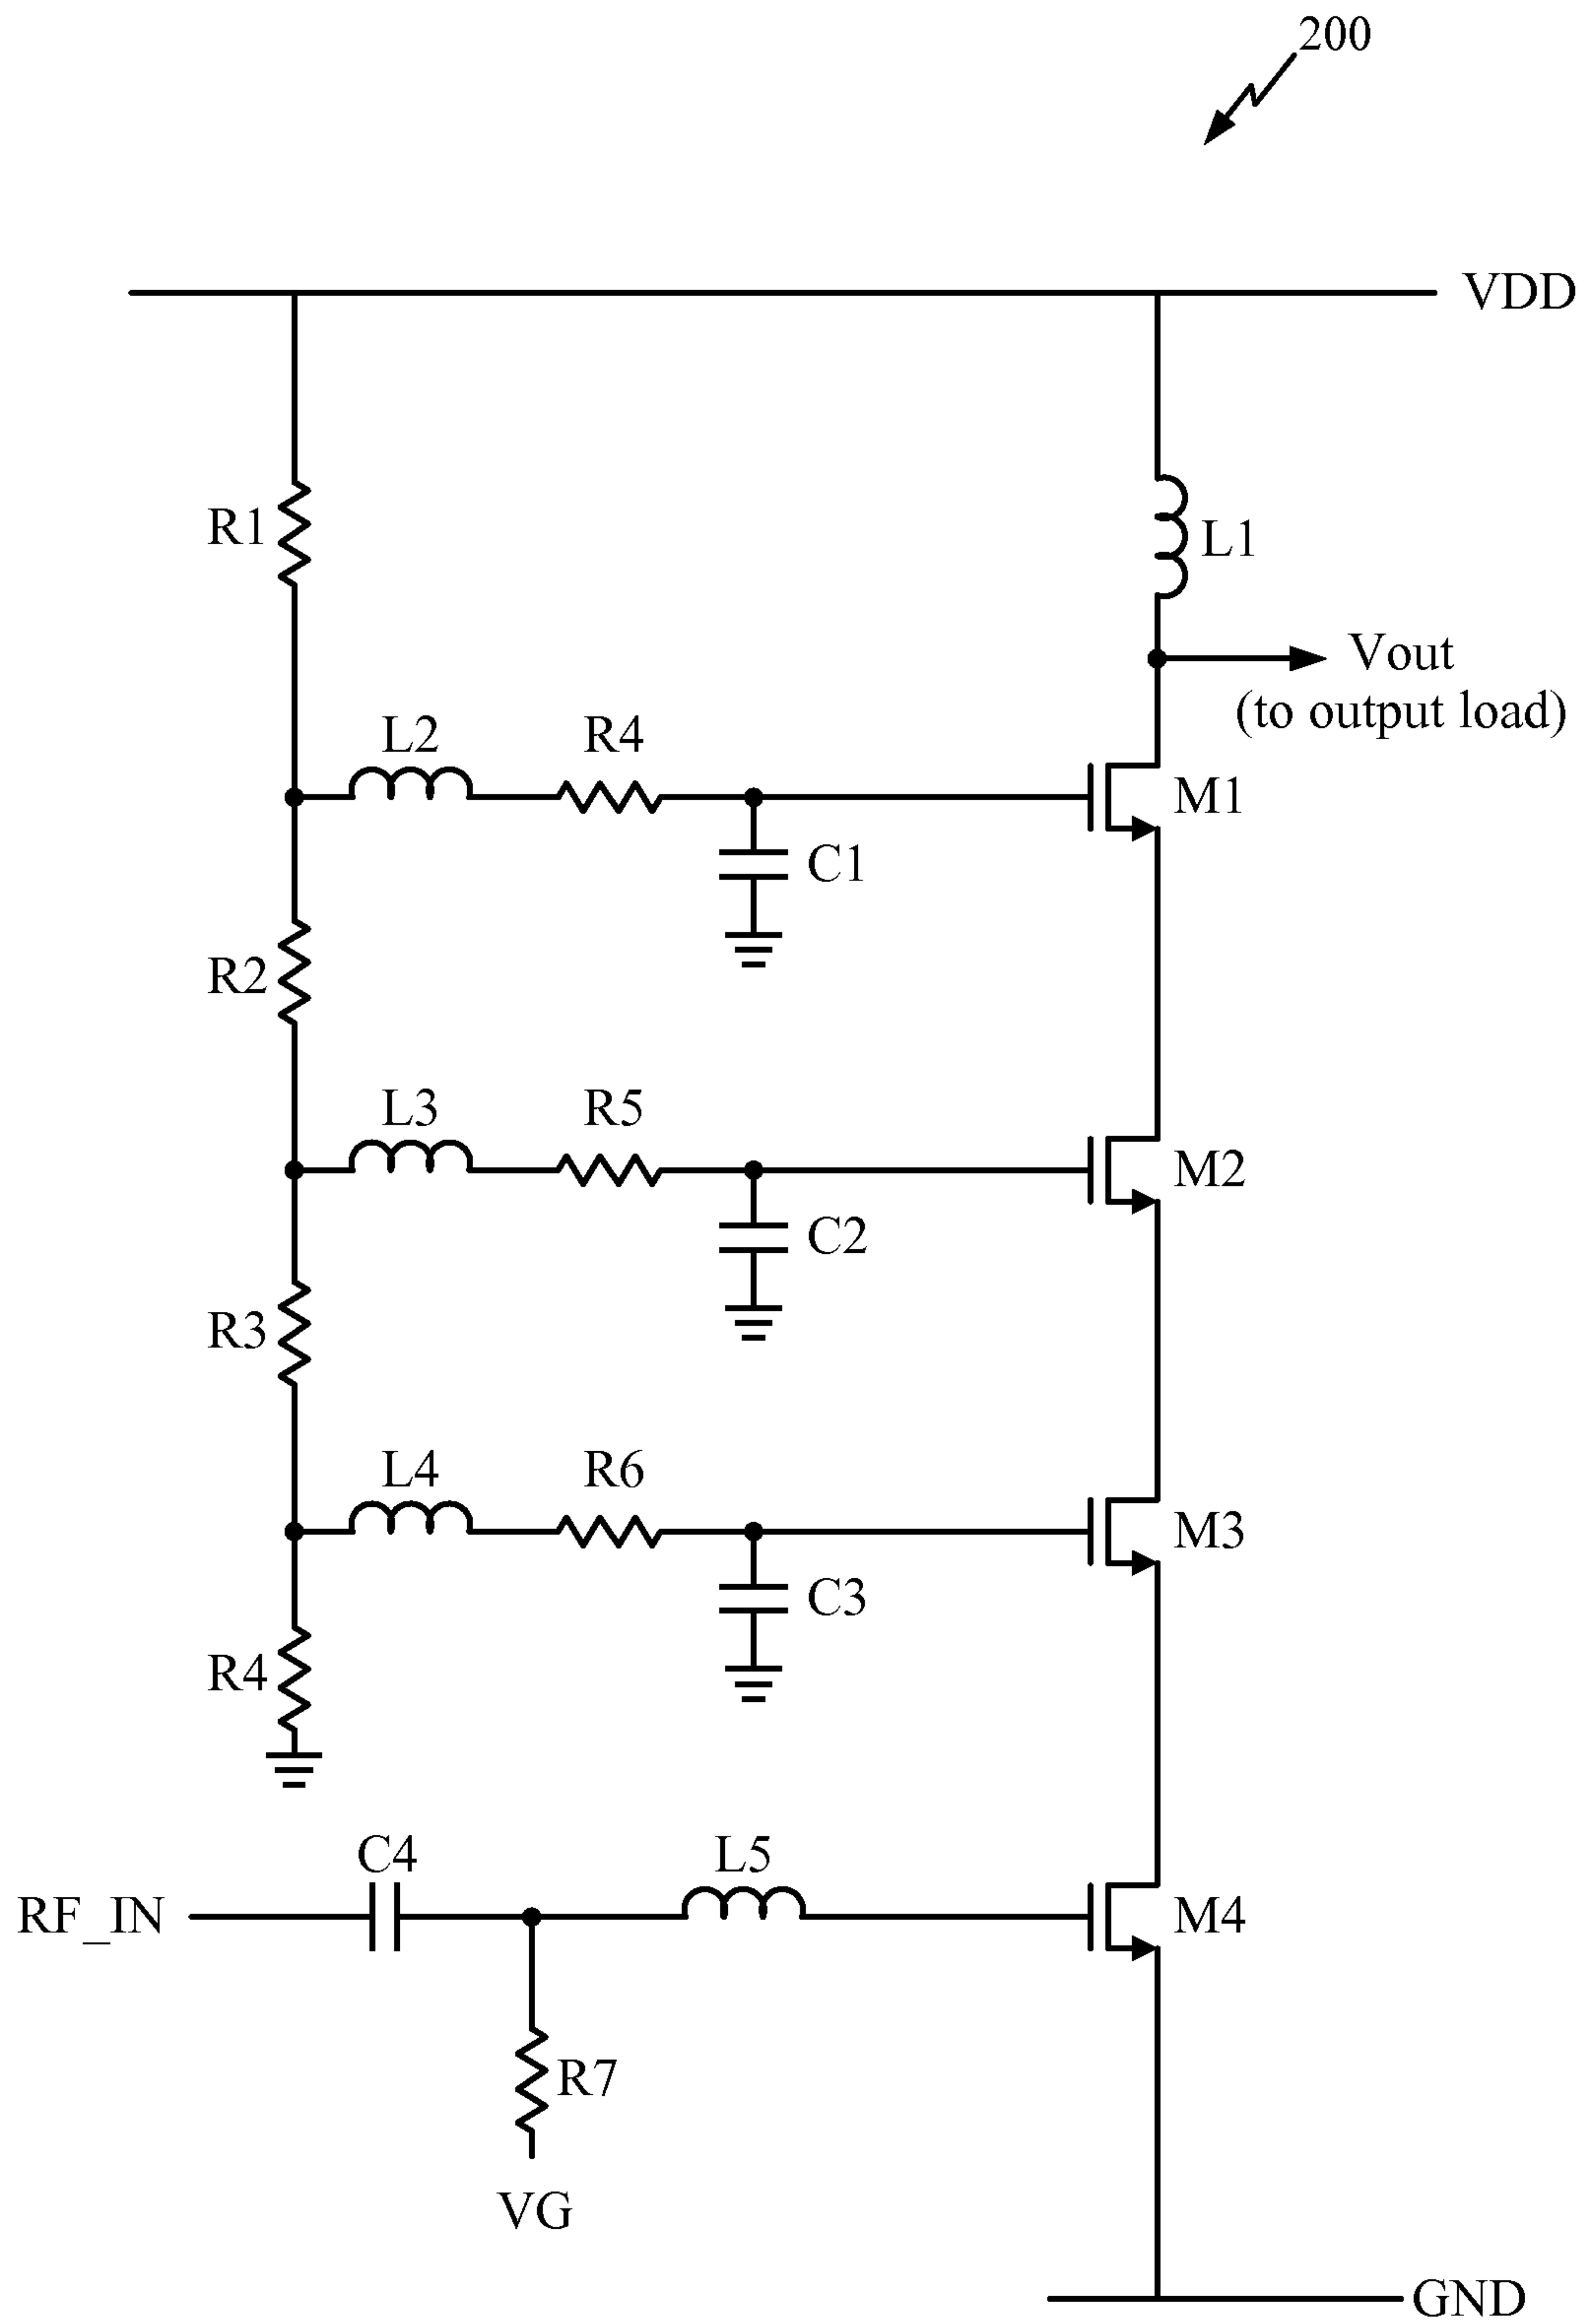 200
VDD
R1
L1
Vout
(to output load)
L2
R4
M1
C1
R2
L3
R5
M2
C2
R3
L4
R6
M3
C3
R4
C4
L5
RF_IN
M4
R7
VG
GND